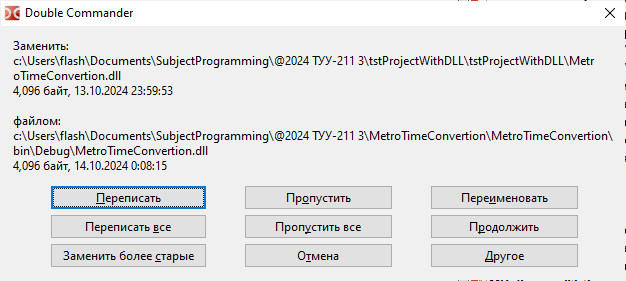 Double Commander
Заменить:
c:\Users\flash\Documents\SubjectProgramming\@2024 ТУУ-211 3\tstProjectWithDLL\tstProjectWithDLL\Metr
oTimeConvertion.dll
4,096 байт, 13.10.2024 23:59:53
файлом:
c:\Users\flash\Documents\SubjectProgramming\@2024 ТУУ-211 3\MetroTimeConvertion\MetroTimeConvertion\
bin\Debug\MetroTimeConvertion.dll
4,096 байт, 14.10.2024 0:08:15
Переписать
Пропустить
Переименовать
Переписать все
Пропустить все
Продолжить
Заменить более старые
Отмена
Другое